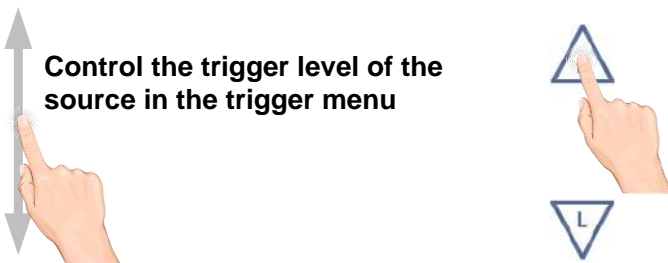 Control the trigger level of the
source in the trigger menu
L